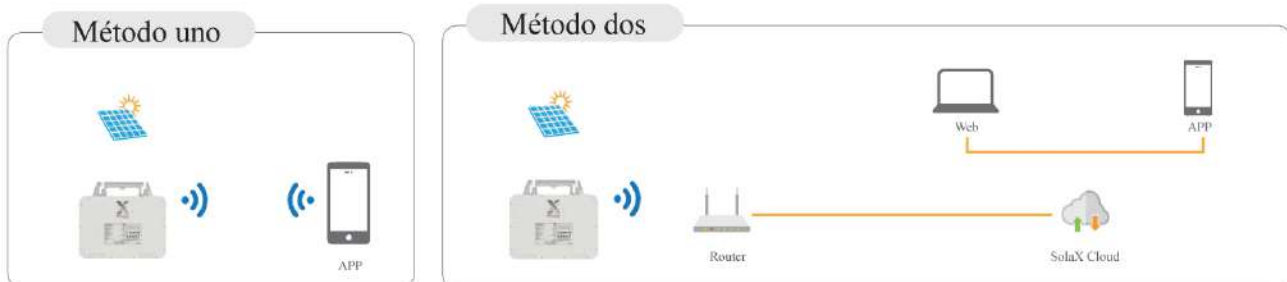 Método uno
APP
Método dos
Web
APP
Router
SolaX Cloud